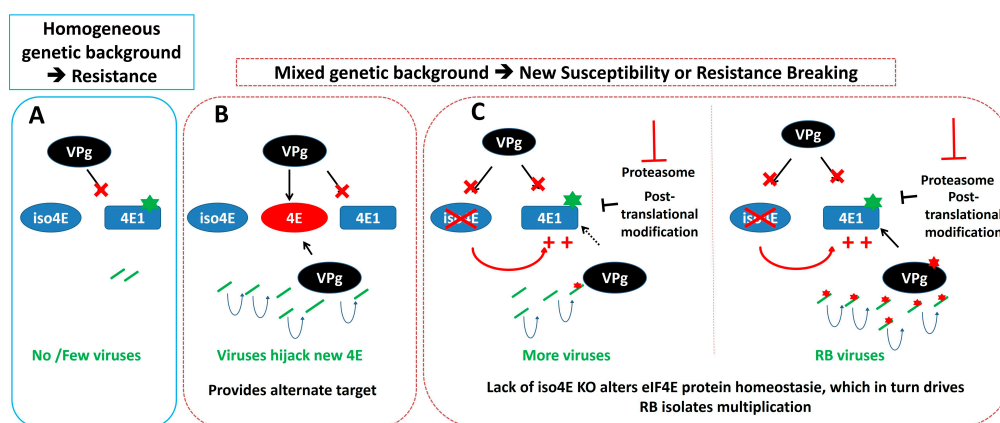 Homogeneous
genetic background
➔ Resistance
Mixed genetic background ➔ New Susceptibility or Resistance Breaking
A
VPg
iso4E
4E1
No /Few viruses
B
VPg
iso4E
4E
4E1
VPg
Viruses hijack new 4E
Provides alternate target
C
VPg
Proteasome
Post-
translational
modification
iso4E
4E1
++
VPg
More viruses
VPg
Proteasome
Post-
translational
modification
iso4E
4E1
++
VPg
RB viruses
Lack of iso4E KO alters eIF4E protein homeostasie, which in turn drives
RB isolates multiplication